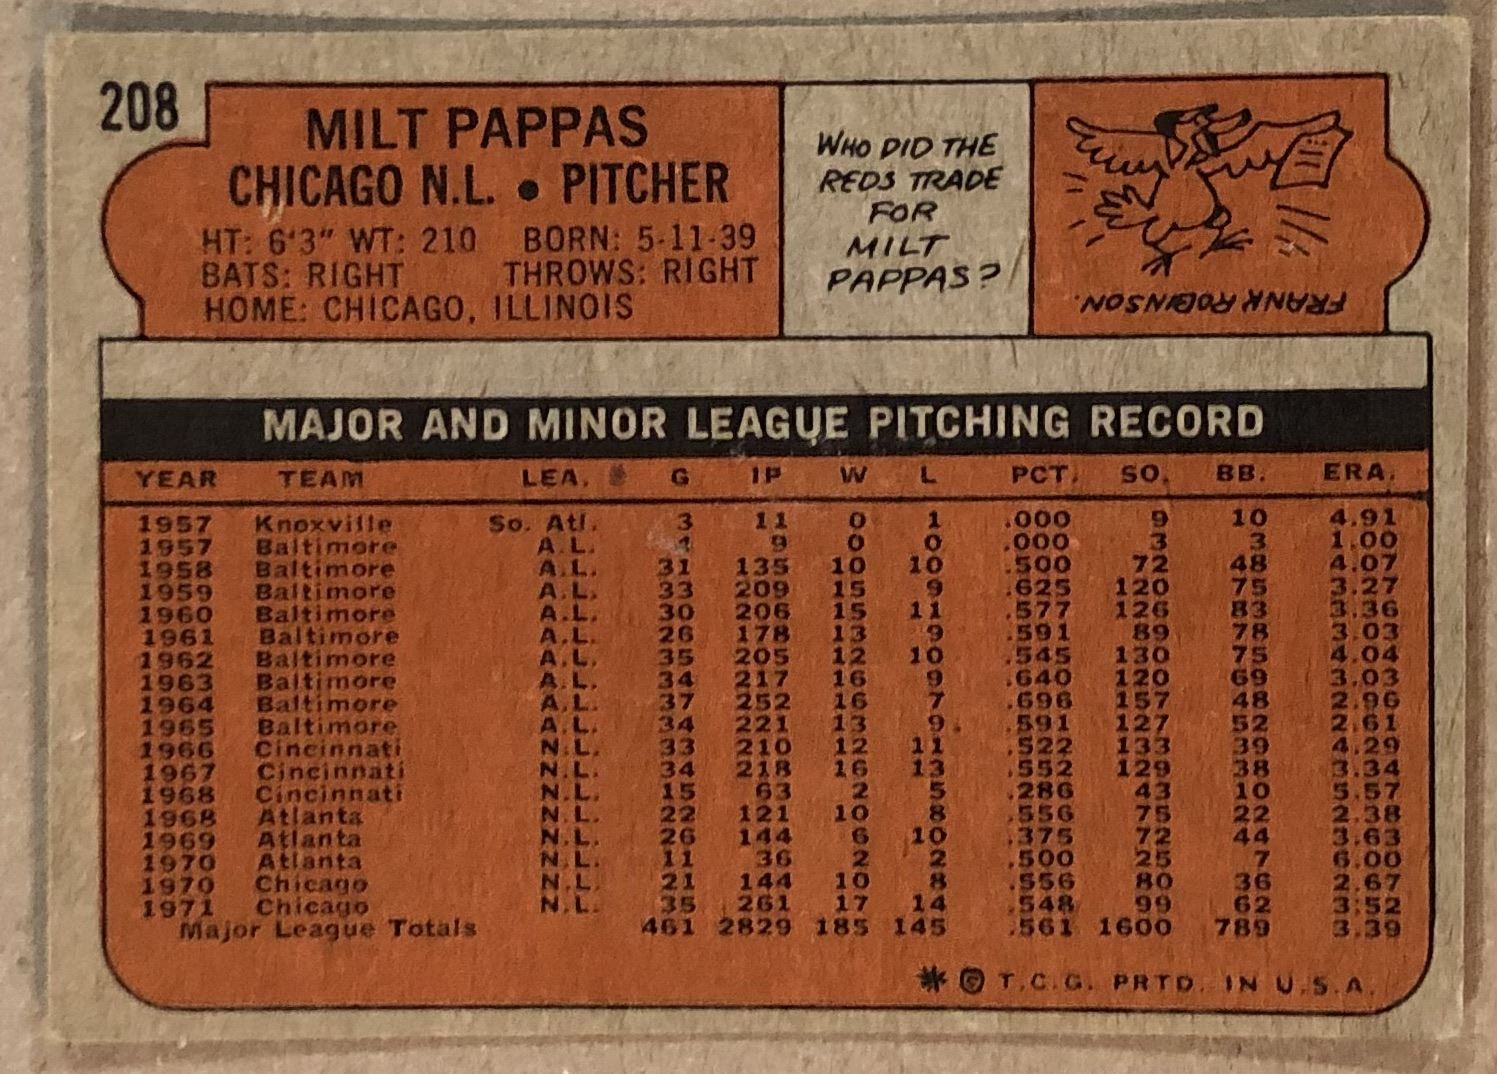 208
MILT PAPPAS
CHICAGO N.L. • PITCHER
HT: 6'3" WT: 210 BORN: 5-11-39
BATS: RIGHT THROWS: RIGHT
HOME: CHICAGO, ILLINOIS
WHO DID THE
REDS TRADE
FOR
MILT
PAPPAS?
FRANK ROBINSON.
MAJOR AND MINOR LEAGUE PITCHING RECORD
YEAR TEAM LEA. G IP W L PCT. SO. BB. ERA.
1957 Knoxville So. Atl. 3 11 0 1 .000 9 10 4.91
1957 Baltimore A.L. 9 0 0 .000 3 3 1.00
1958 Baltimore A.L. 31 135 10 10 .500 72 48 4.07
1959 Baltimore A.L. 33 209 15 9 .625 120 75 3.27
1960 Baltimore A.L. 30 206 15 11 .577 126 83 3.36
1961 Baltimore A.L. 26 178 13 9 .591 89 78 3.03
1962 Baltimore A.L. 35 205 12 10 .545 130 75 4.04
1963 Baltimore A.L. 34 217 16 9 .640 120 69 3.03
1964 Baltimore A.L. 37 252 16 7 .696 157 48 2.96
1965 Baltimore A.L. 34 221 13 9 .591 127 52 2.61
1966 Cincinnati N.L. 33 210 12 11 .522 133 39 4.29
1967 Cincinnati N.L. 34 218 16 13 .552 129 38 3.34
1968 Cincinnati N.L. 15 63 2 5 .286 43 10 5.57
1968 Atlanta N.L. 22 121 10 8 .556 75 22 2.38
1969 Atlanta N.L. 26 144 6 10 .375 72 44 3.63
1970 Atlanta N.L. 11 36 2 2 .500 25 7 6.00
1970 Chicago N.L. 21 144 10 8 .556 80 36 2.67
1971 Chicago N.L. 35 261 17 14 .548 99 62 3.52
Major League Totals 461 2829 185 145 .561 1600 789 3.39
* © T.C.G. PRTD. IN U.S.A.